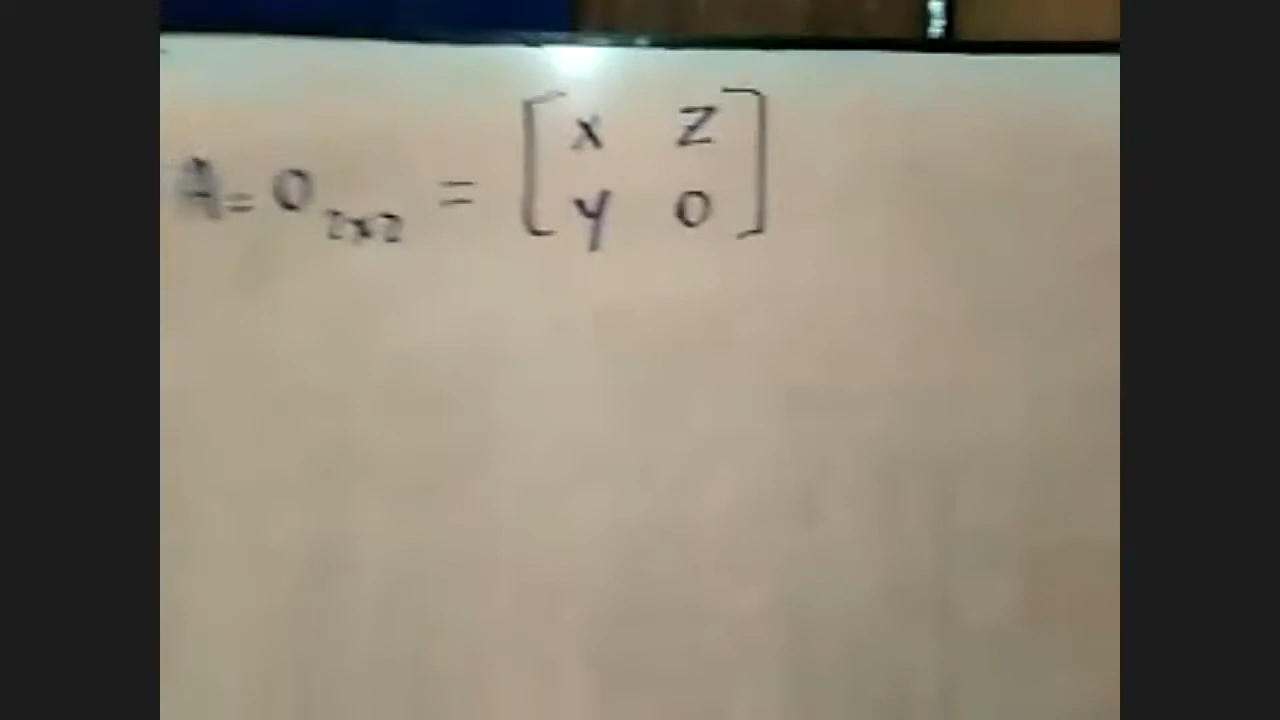 A = 0 2x2 = [ x z
y 0 ]